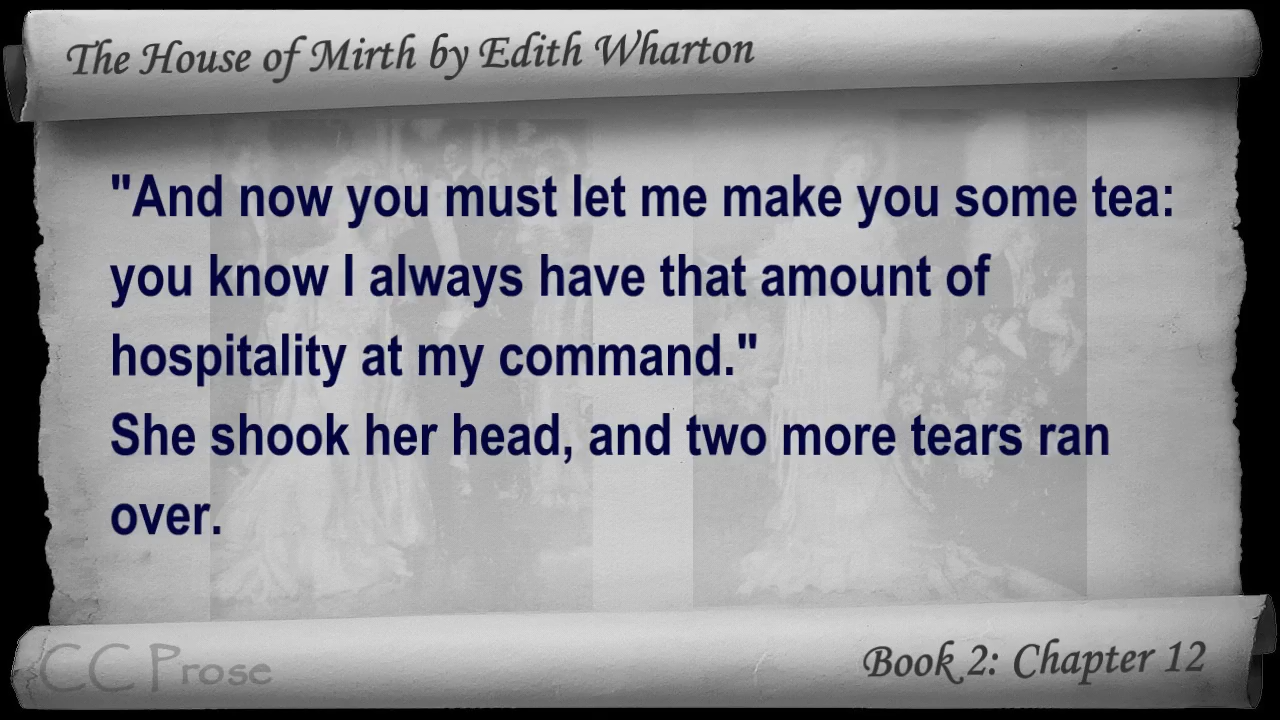 The House of Mirth by Edith Wharton
"And now you must let me make you some tea:
you know I always have that amount of
hospitality at my command."
She shook her head, and two more tears ran
over.
CC Prose
Book 2: Chapter 12